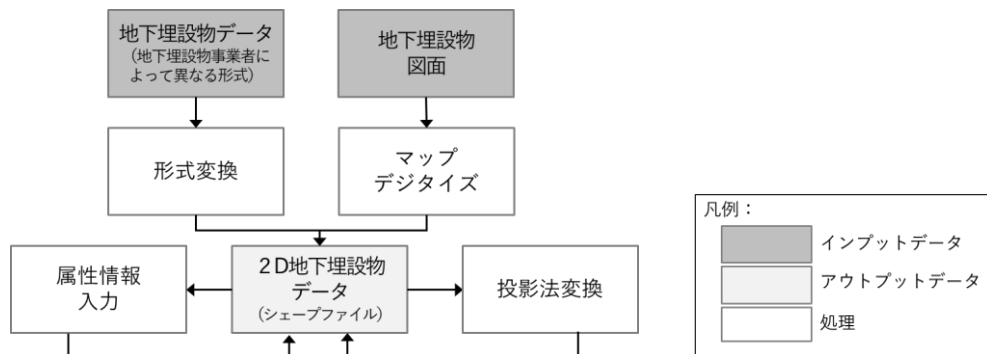 地下埋設物データ
（地下埋設物事業者に
よって異なる形式）
地下埋設物
図面
形式変換
マップ
デジタイズ
属性情報
入力
２D地下埋設物
データ
（シェープファイル）
投影法変換
凡例：
インプットデータ
アウトプットデータ
処理